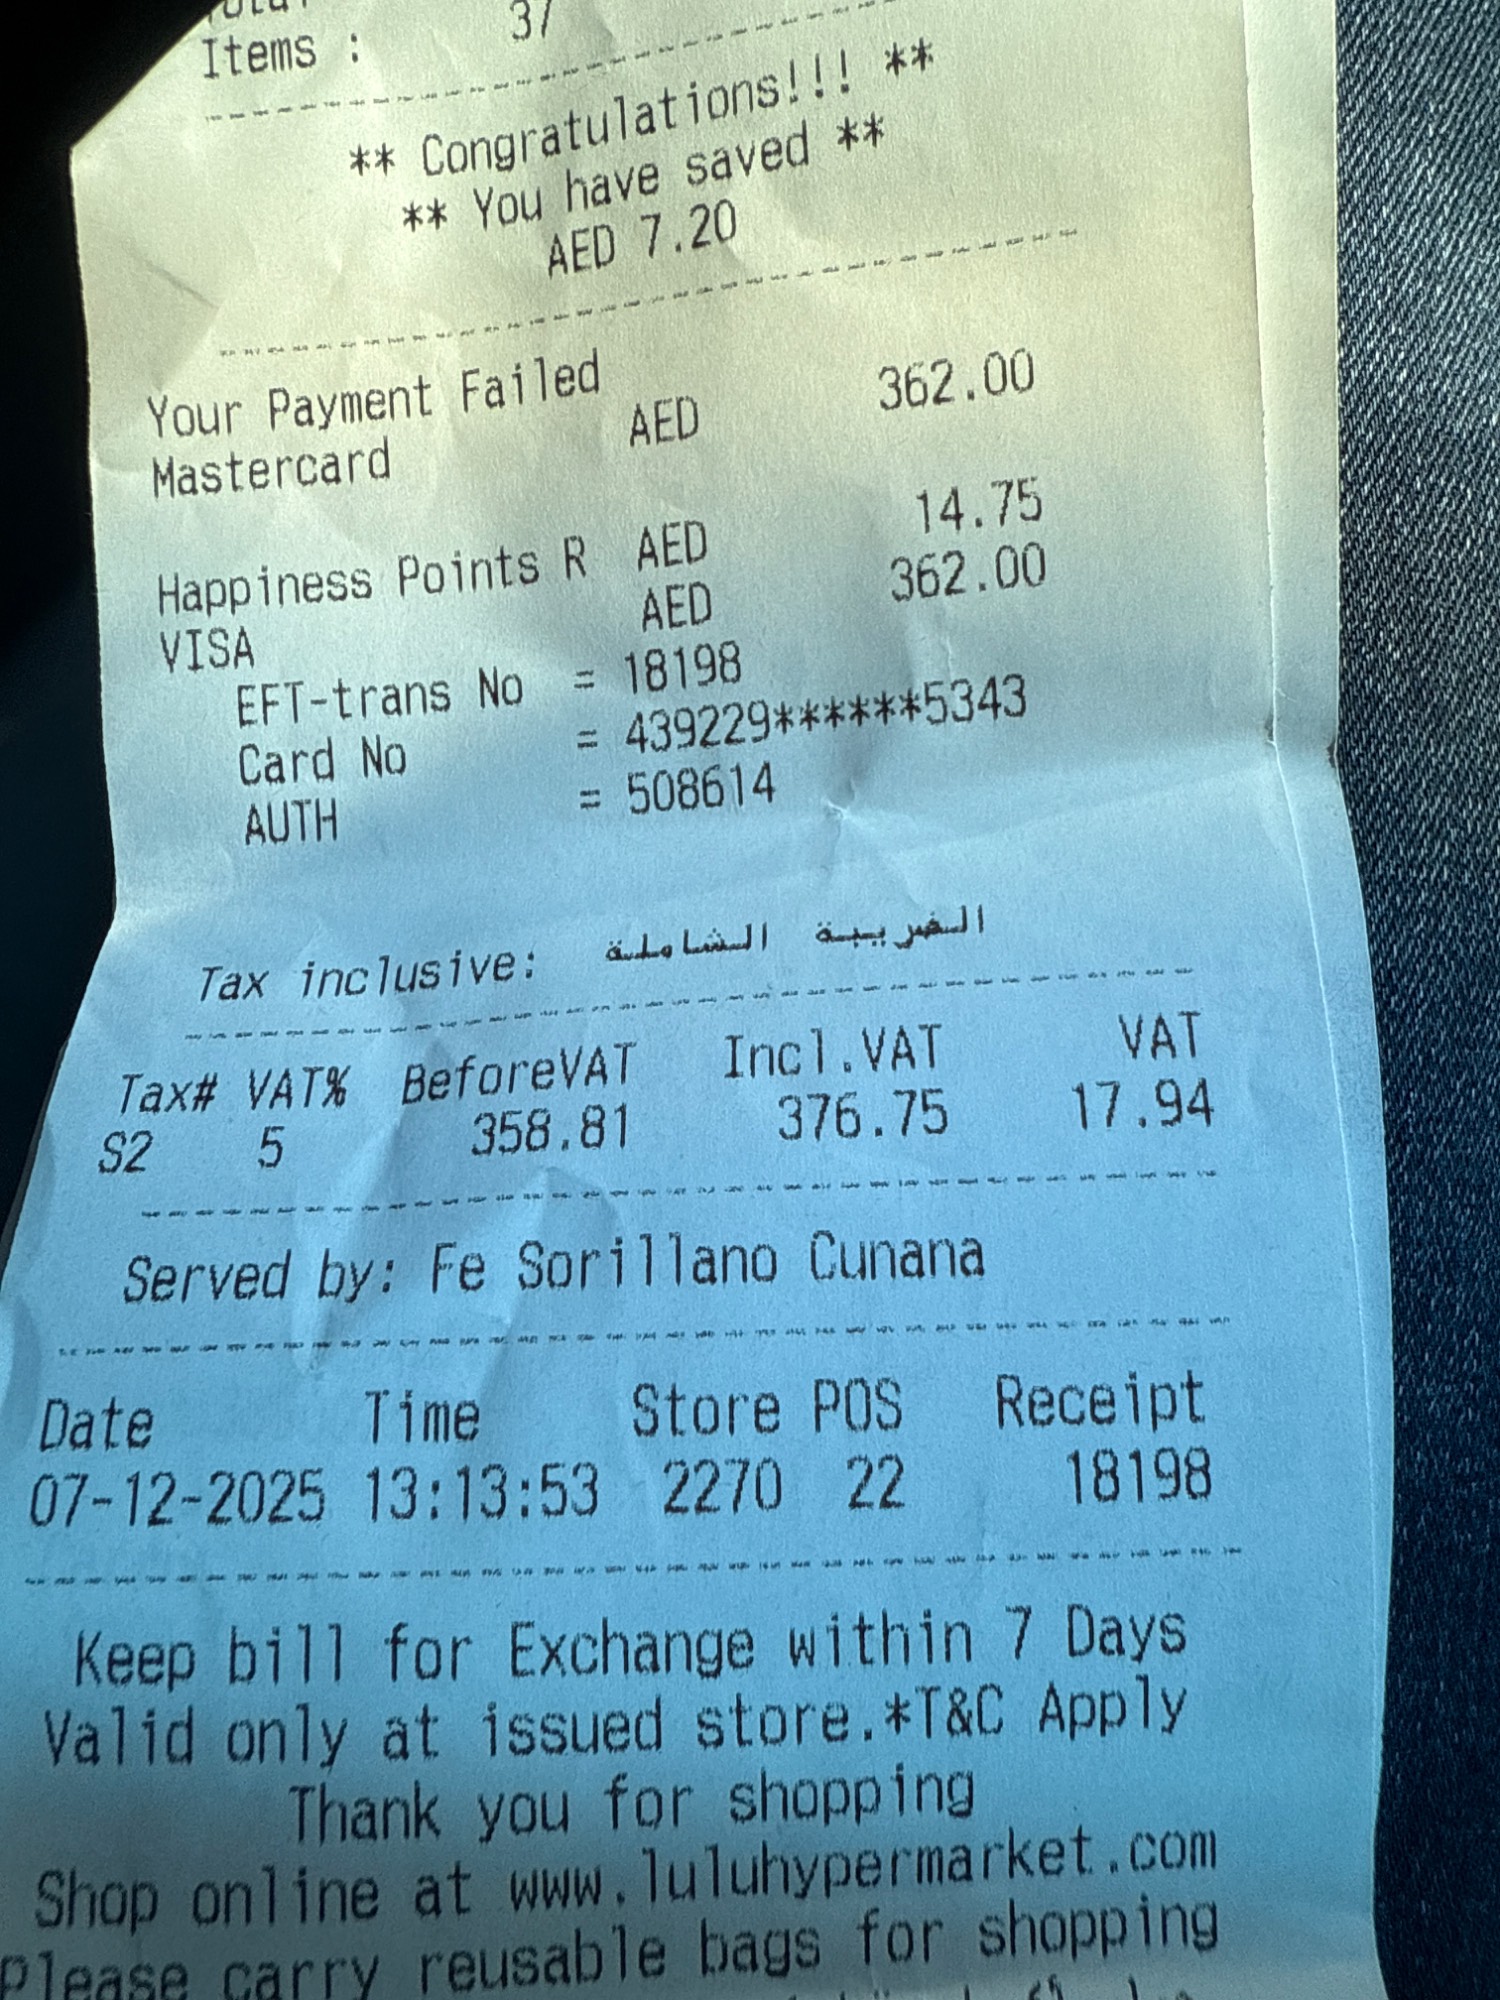 Total
Items : 37
** Congratulations!!! **
** You have saved **
AED 7.20
Your Payment Failed
Mastercard AED 362.00
Happiness Points R AED 14.75
VISA AED 362.00
EFT-trans No = 18198
Card No = 439229******5343
AUTH = 508614
Tax inclusive: الضريبة الشاملة
Tax# VAT% BeforeVAT Incl.VAT VAT
S2 5 358.81 376.75 17.94
Served by: Fe Sorillano Cunana
Date Time Store POS Receipt
07-12-2025 13:13:53 2270 22 18198
Keep bill for Exchange within 7 Days
Valid only at issued store.*T&C Apply
Thank you for shopping
Shop online at www.luluhypermarket.com
Please carry reusable bags for shopping